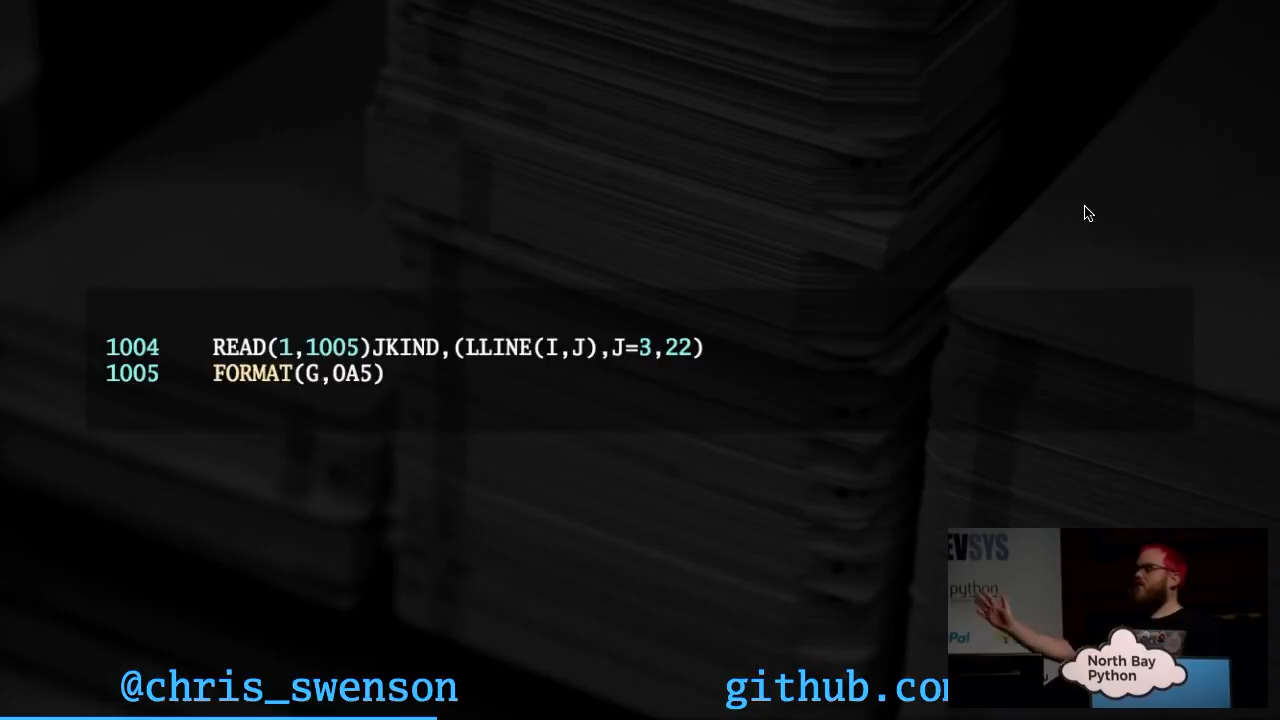 1004    READ(1,1005)JKIND,(LLINE(I,J),J=3,22)
1005    FORMAT(G,0A5)
@chris_swenson
github.co
EVSYS
python
Pal
North Bay
Python